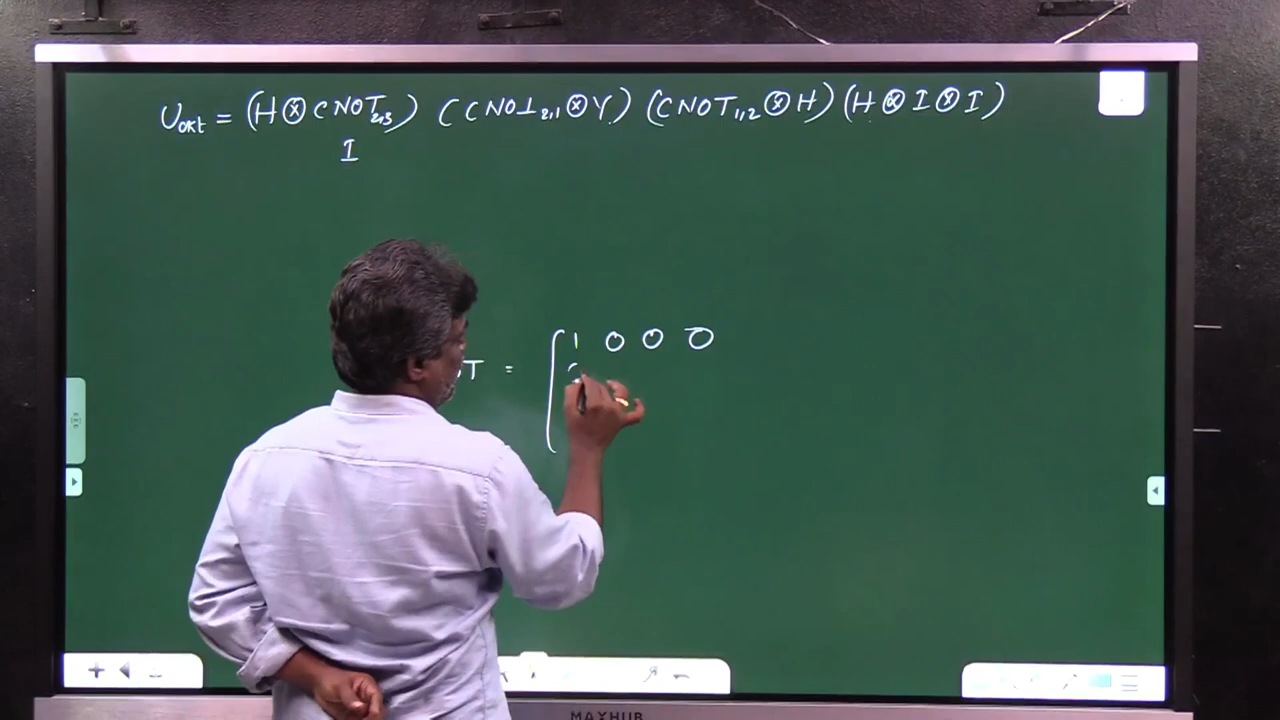 U_ckt = (H ⊗ CNOT_2,3) (CNOT_2,1 ⊗ Y) (CNOT_1,2 ⊗ H) (H ⊗ I ⊗ I)
I
T = [1 0 0 0
MAXHUB